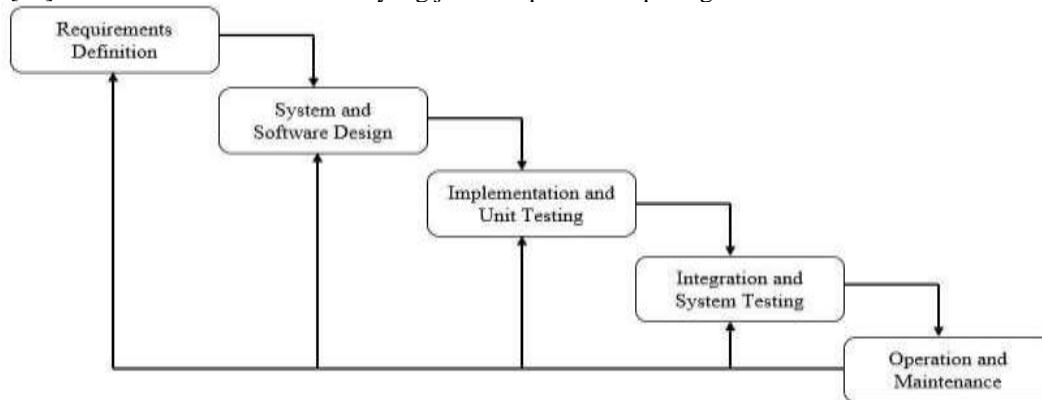 Requirements
Definition
System and
Software Design
Implementation and
Unit Testing
Integration and
System Testing
Operation and
Maintenance